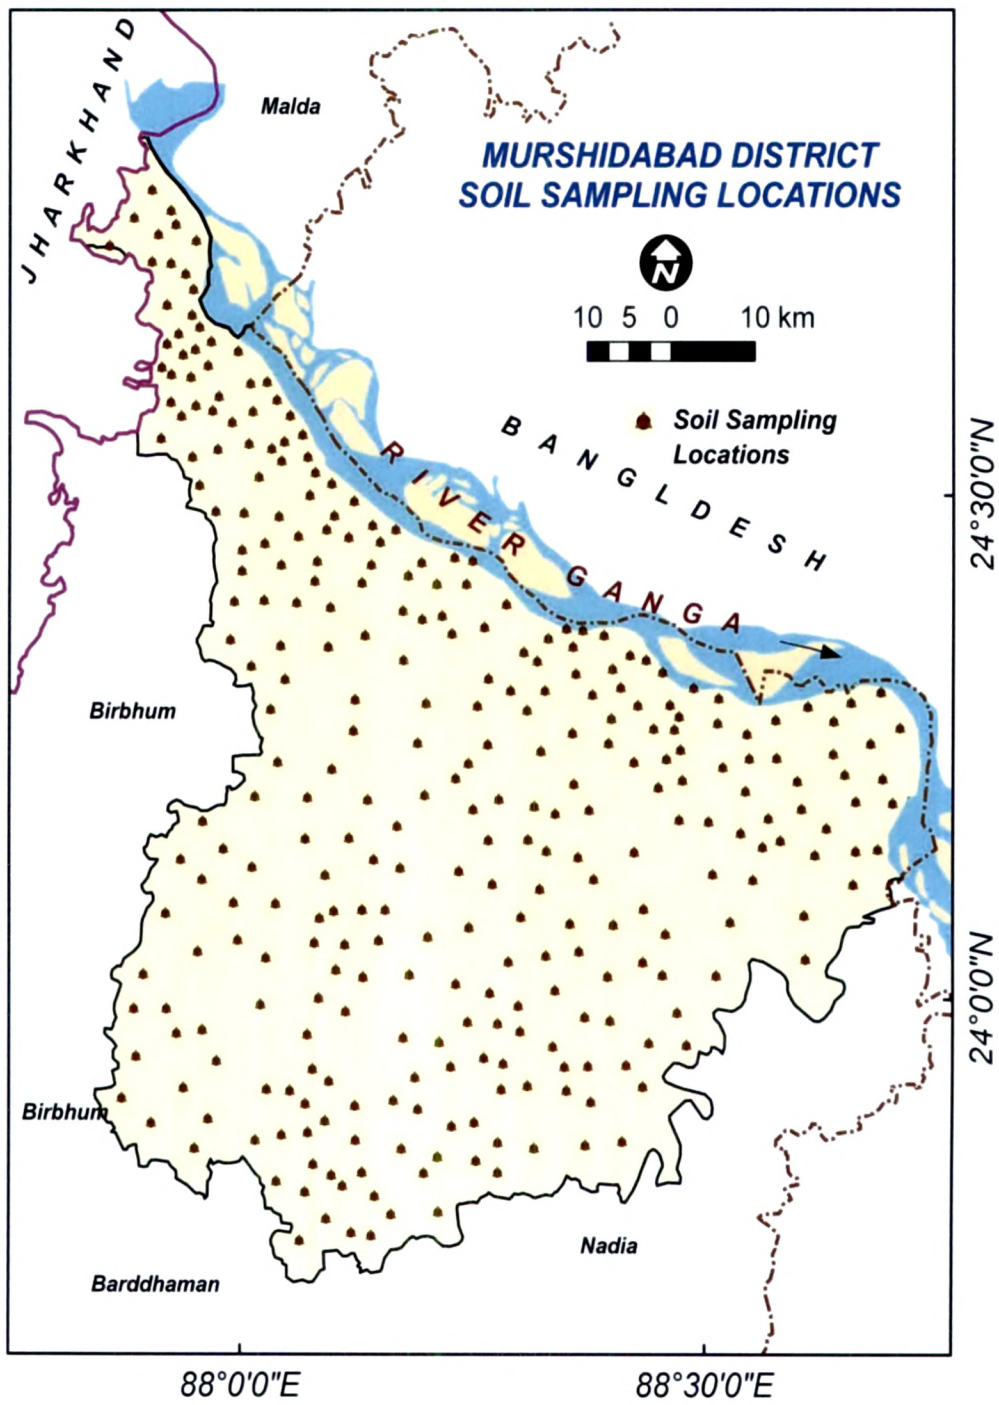 JHARKHAND
Malda
MURSHIDABAD DISTRICT
SOIL SAMPLING LOCATIONS
N
10 5 0 10 km
Soil Sampling
Locations
BANGLDESH
RIVER GANGA
24°30'0"N
Birbhum
24°0'0"N
Birbhum
Nadia
Barddhaman
88°0'0"E
88°30'0"E